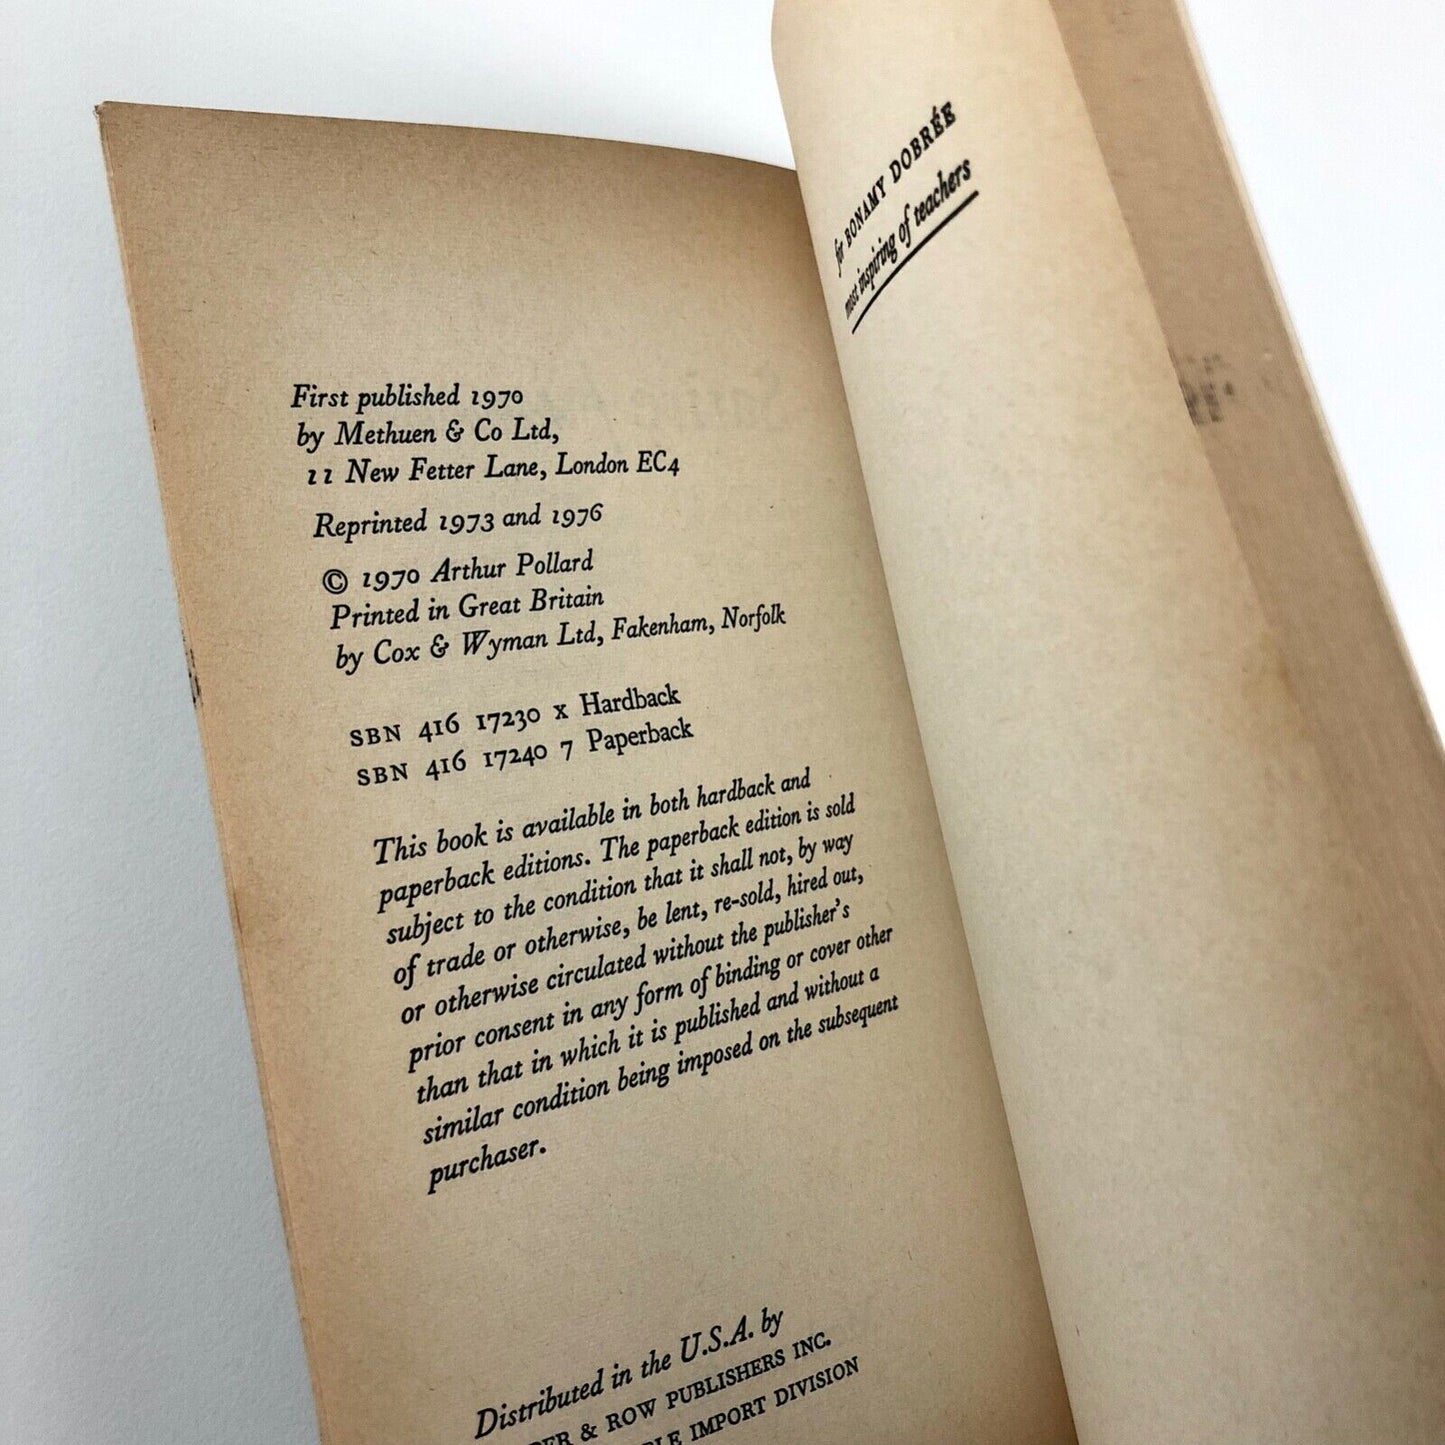 First published 1970
by Methuen & Co Ltd,
11 New Fetter Lane, London EC4
Reprinted 1973 and 1976
© 1970 Arthur Pollard
Printed in Great Britain
by Cox & Wyman Ltd, Fakenham, Norfolk
SBN 416 17230 x Hardback
SBN 416 17240 7 Paperback
This book is available in both hardback and
paperback editions. The paperback edition is sold
subject to the condition that it shall not, by way
of trade or otherwise, be lent, re-sold, hired out,
or otherwise circulated without the publisher's
prior consent in any form of binding or cover other
than that in which it is published and without a
similar condition being imposed on the subsequent
purchaser.
Distributed in the U.S.A. by
& ROW PUBLISHERS INC.
IMPORT DIVISION
for BONAMY DOBRÉE
most inspiring of teachers